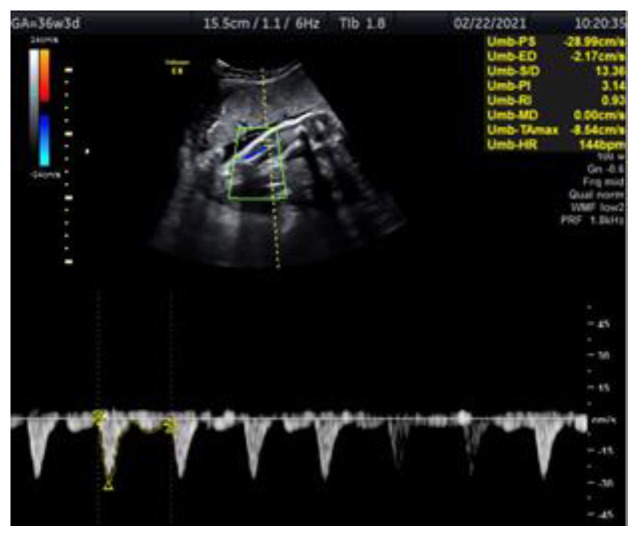 GA=36w3d 15.5cm / 1.1 / 6Hz TIb 1.8 02/22/2021 10:20:35
Umb-PS -28.99cm/s
Umb-ED -2.17cm/s
Umb-S/D 13.36
Umb-PI 3.14
Umb-RI 0.93
Umb-MD 0.00cm/s
Umb-TAmax -8.54cm/s
Umb-HR 144bpm
Gn -0.6
Frq mid
Qual norm
WMF low2
PRF 1.8kHz
45
30
15
cm/s
-15
-30
-45